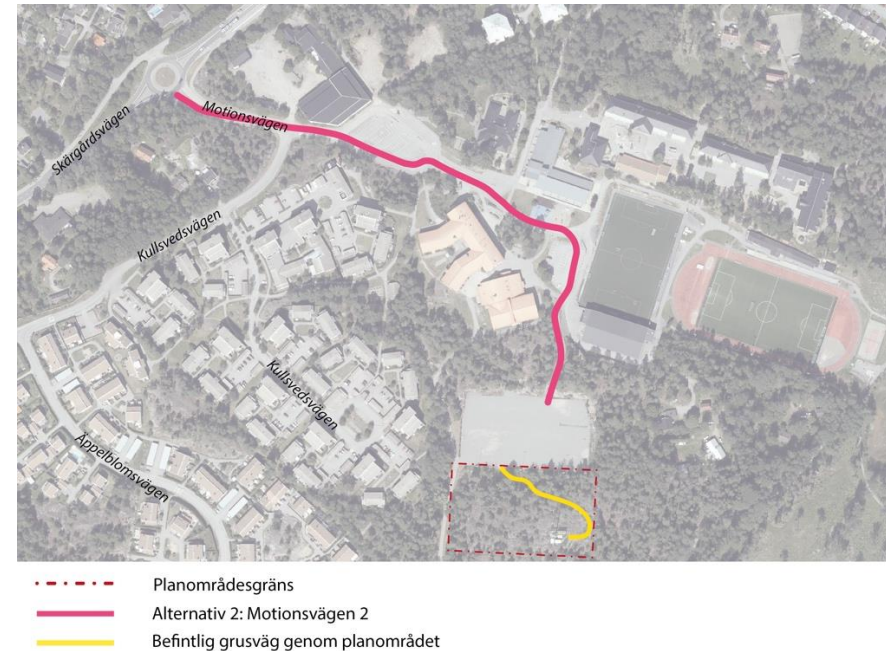 Skärgårdsvägen
Motionsvägen
Kullsvedsvägen
Kullsvedsvägen
Äppelblomsvägen
Planområdesgräns
Alternativ 2: Motionsvägen 2
Befintlig grusväg genom planområdet